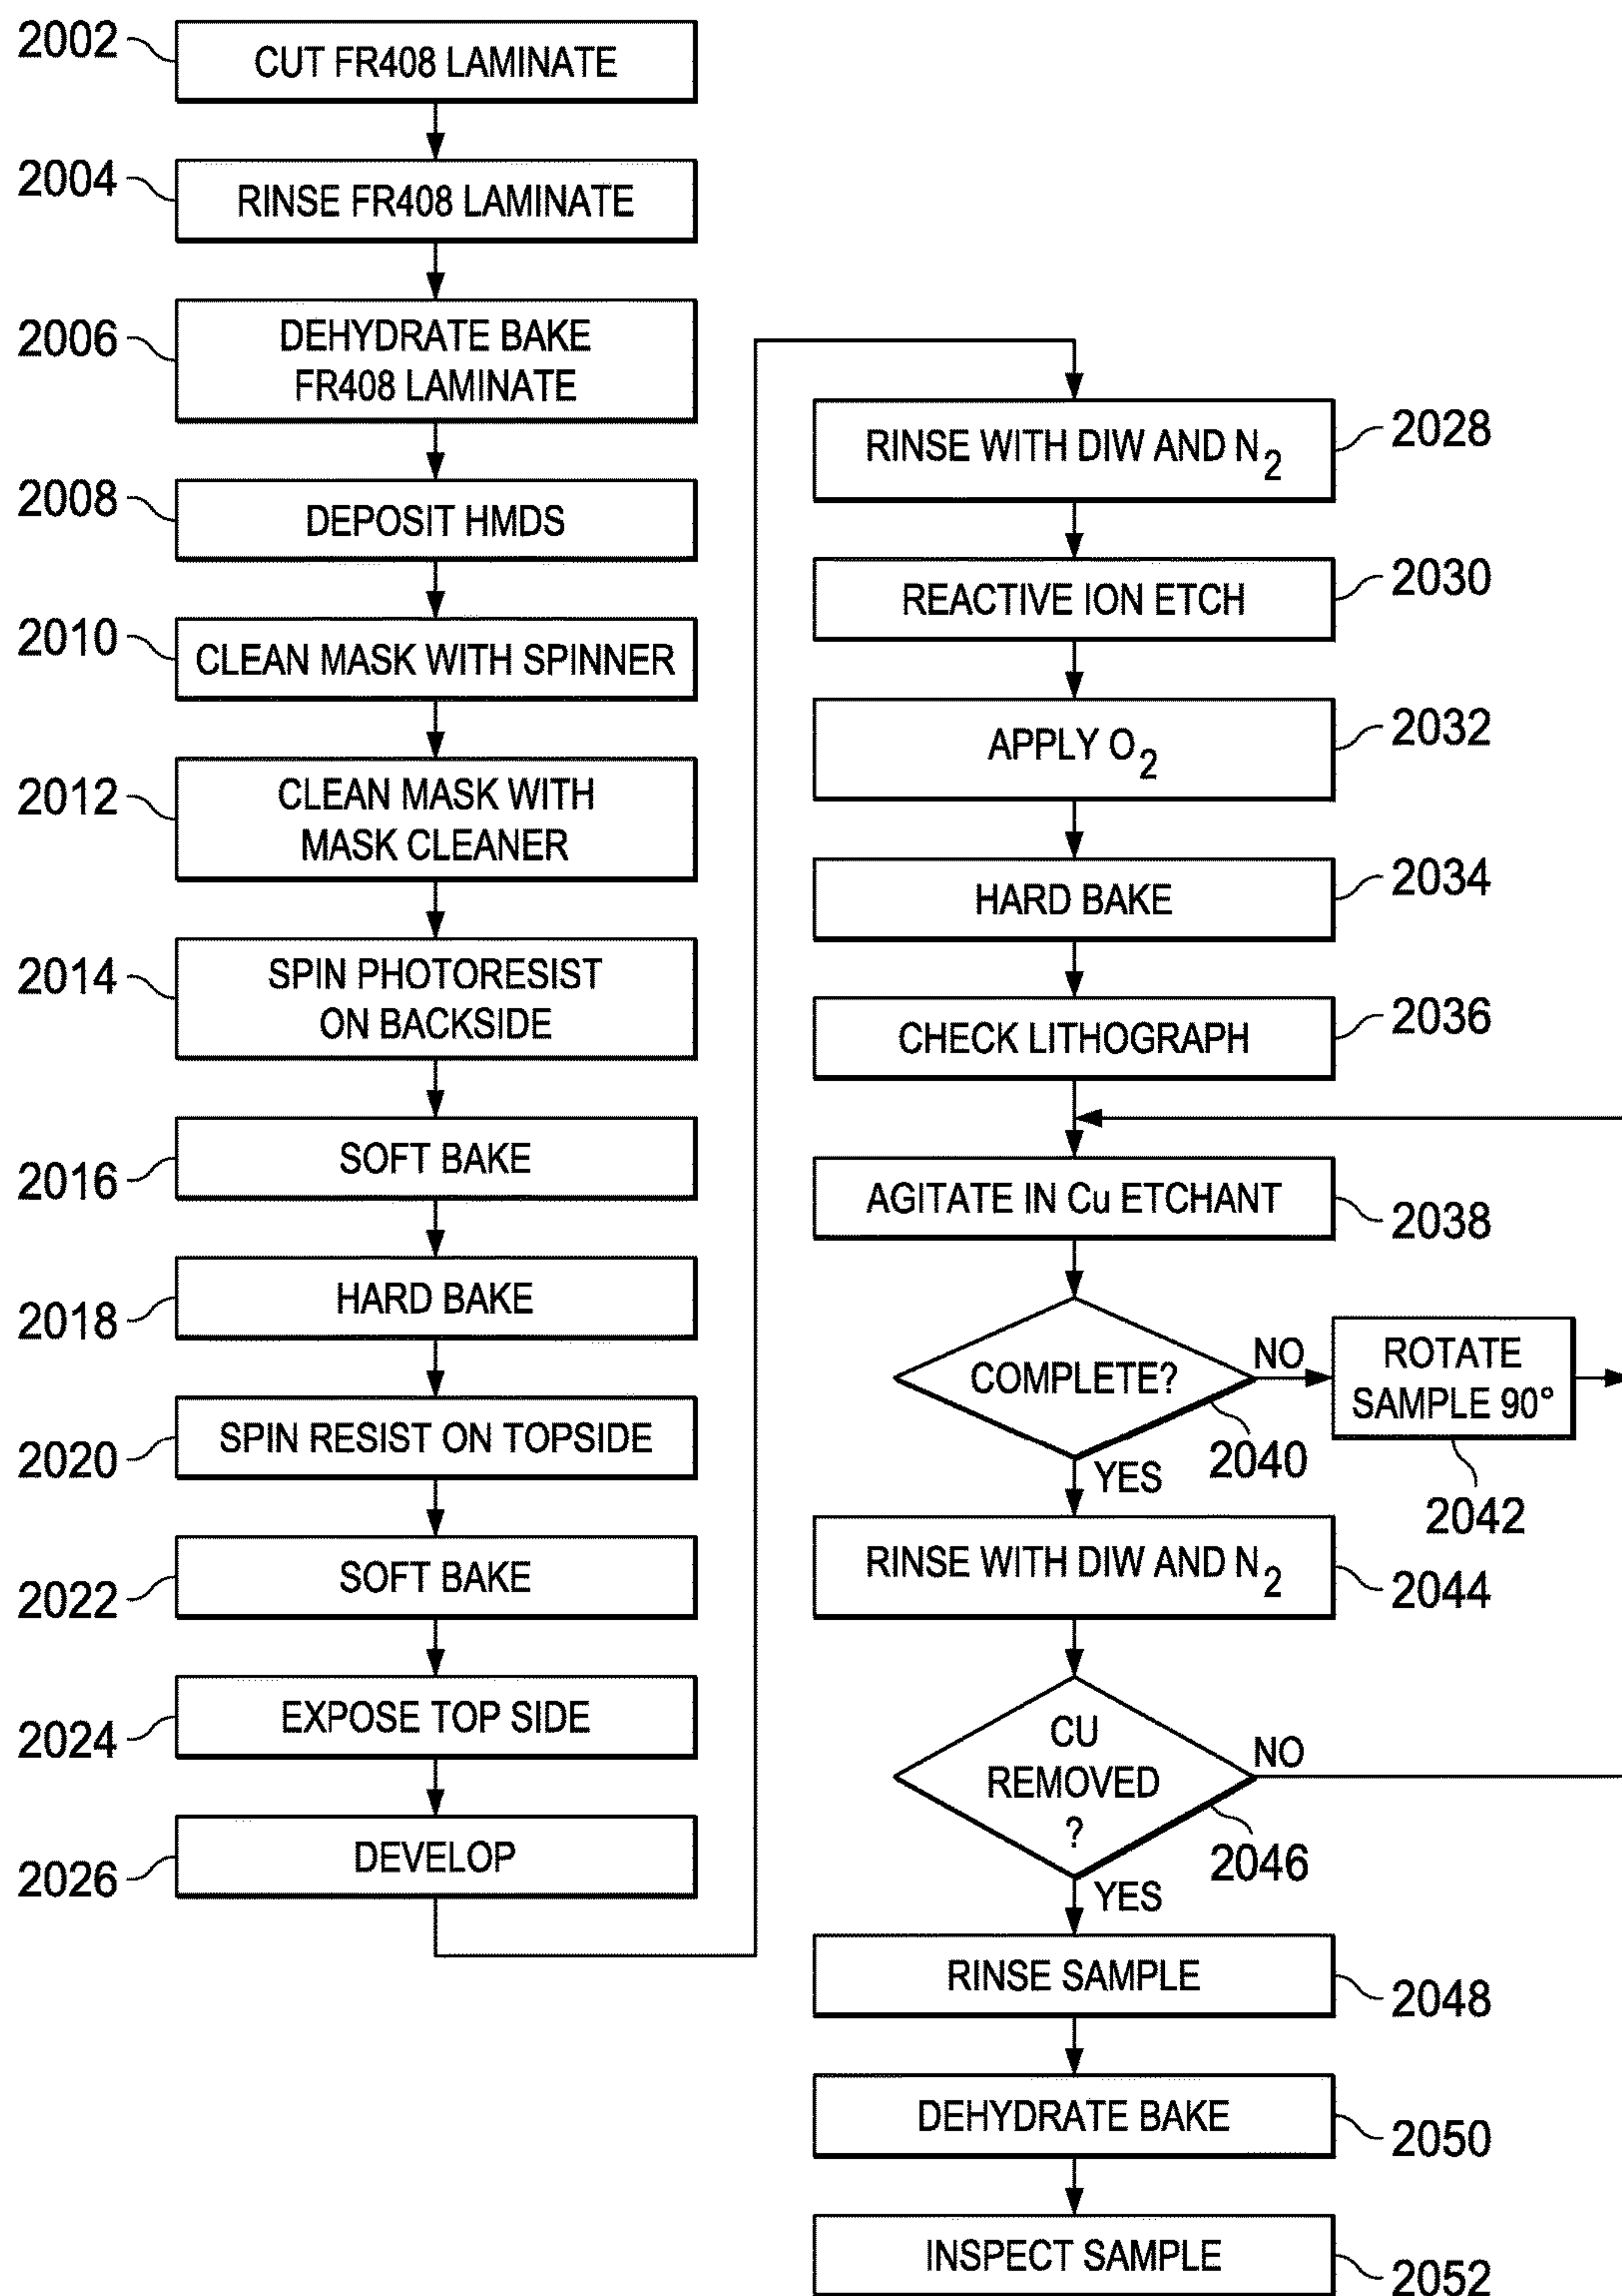 2002
CUT FR408 LAMINATE
2004
RINSE FR408 LAMINATE
2006
DEHYDRATE BAKE
FR408 LAMINATE
2008
DEPOSIT HMDS
2010
CLEAN MASK WITH SPINNER
2012
CLEAN MASK WITH
MASK CLEANER
2014
SPIN PHOTORESIST
ON BACKSIDE
2016
SOFT BAKE
2018
HARD BAKE
2020
SPIN RESIST ON TOPSIDE
2022
SOFT BAKE
2024
EXPOSE TOP SIDE
2026
DEVELOP
RINSE WITH DIW AND N2
2028
REACTIVE ION ETCH
2030
APPLY O2
2032
HARD BAKE
2034
CHECK LITHOGRAPH
2036
AGITATE IN Cu ETCHANT
2038
COMPLETE?
2040
NO
ROTATE
SAMPLE 90°
2042
YES
RINSE WITH DIW AND N2
2044
CU
REMOVED
?
2046
NO
YES
RINSE SAMPLE
2048
DEHYDRATE BAKE
2050
INSPECT SAMPLE
2052